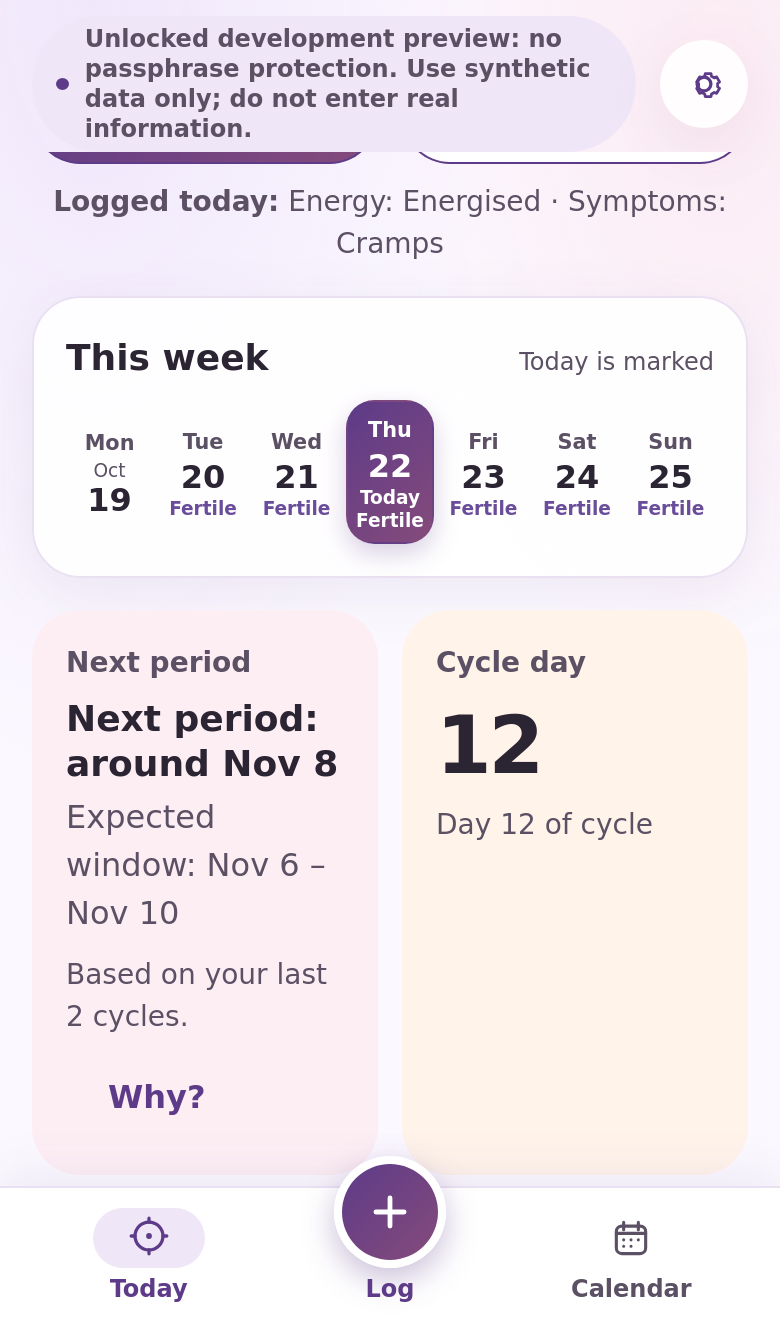 Unlocked development preview: no
passphrase protection. Use synthetic
data only; do not enter real
information.
Logged today: Energy: Energised · Symptoms:
Cramps
This week
Today is marked
Mon
Oct
19
Tue
20
Fertile
Wed
21
Fertile
Thu
22
Today
Fertile
Fri
23
Fertile
Sat
24
Fertile
Sun
25
Fertile
Next period
Next period:
around Nov 8
Expected
window: Nov 6 –
Nov 10
Based on your last
2 cycles.
Why?
Cycle day
12
Day 12 of cycle
Today
Log
Calendar